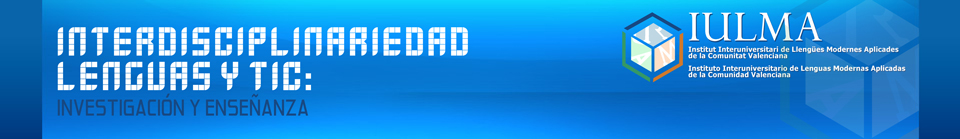 INTERDISCIPLINARIEDAD
LENGUAS Y TIC:
INVESTIGACIÓN Y ENSEÑANZA
IULMA
Institut Interuniversitari de Llengües Modernes Aplicades
de la Comunitat Valenciana
Instituto Interuniversitario de Lenguas Modernas Aplicadas
de la Comunidad Valenciana